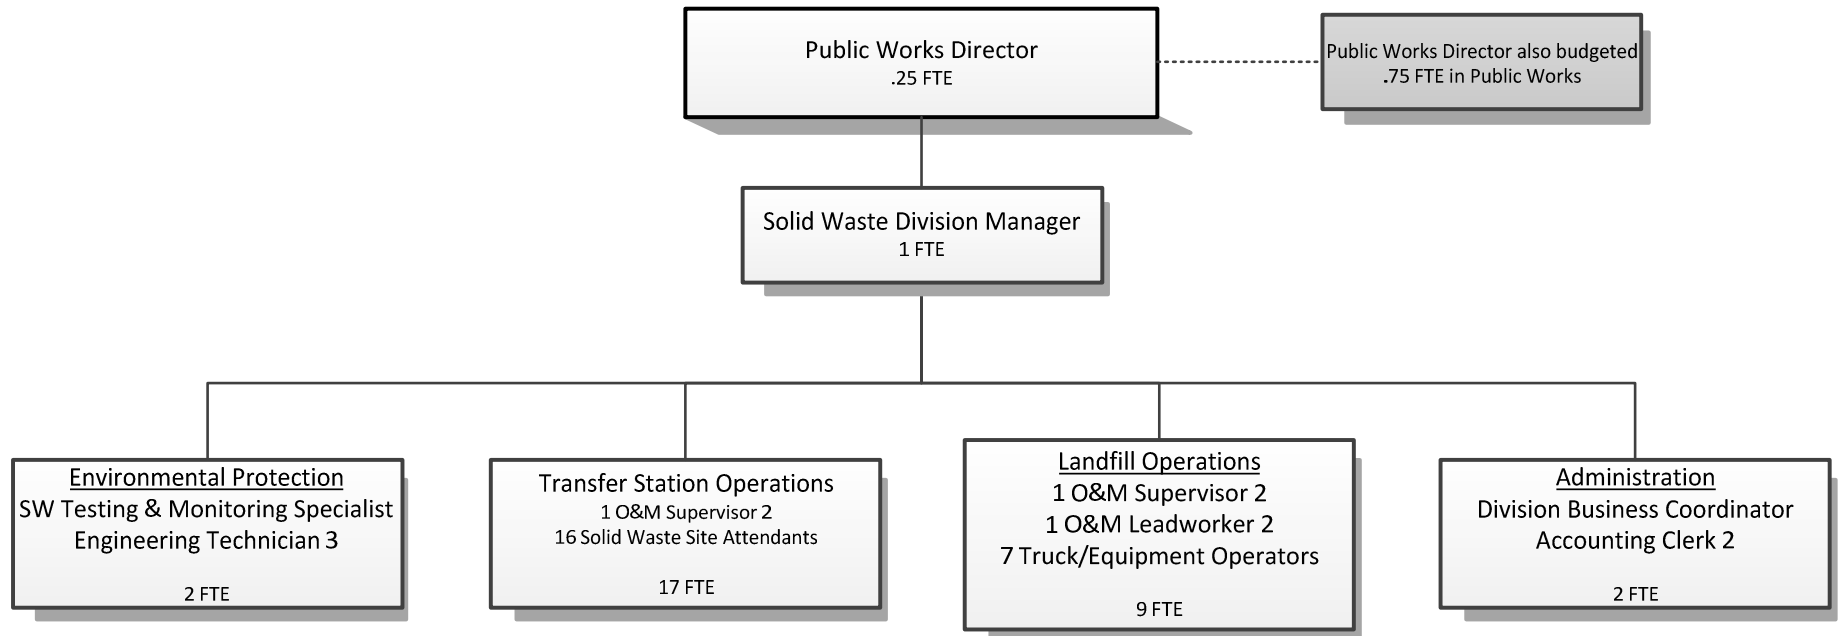 Public Works Director
.25 FTE
Public Works Director also budgeted
.75 FTE in Public Works
Solid Waste Division Manager
1 FTE
Environmental Protection
SW Testing & Monitoring Specialist
Engineering Technician 3
2 FTE
Transfer Station Operations
1 O&M Supervisor 2
16 Solid Waste Site Attendants
17 FTE
Landfill Operations
1 O&M Supervisor 2
1 O&M Leadworker 2
7 Truck/Equipment Operators
9 FTE
Administration
Division Business Coordinator
Accounting Clerk 2
2 FTE